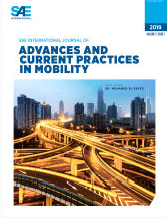 SAE
INTERNATIONAL
2019
SAE INTERNATIONAL JOURNAL OF
ADVANCES AND
CURRENT PRACTICES
IN MOBILITY